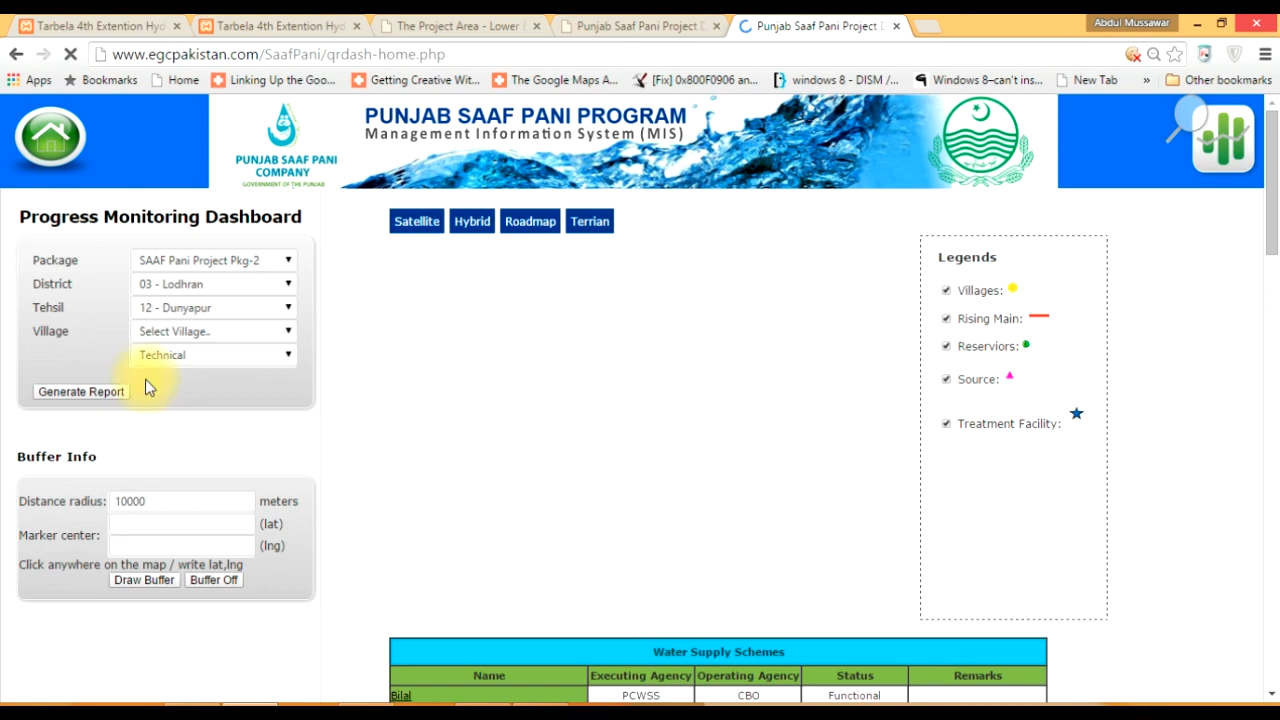 Tarbela 4th Extention Hyd
Tarbela 4th Extention Hyd
The Project Area - Lower
Punjab Saaf Pani Project D
Punjab Saaf Pani Project D
Abdul Mussawar
www.egcpakistan.com/SaafPani/qrdash-home.php
Apps
Bookmarks
Home
Linking Up the Goo...
Getting Creative Wit...
The Google Maps A...
[Fix] 0x800F0906 an...
windows 8 - DISM /...
Windows 8–can't ins...
New Tab
»
Other bookmarks
PUNJAB SAAF PANI
COMPANY
GOVERNMENT OF THE PUNJAB
PUNJAB SAAF PANI PROGRAM
Management Information System (MIS)
Progress Monitoring Dashboard
Package SAAF Pani Project Pkg-2
District 03 - Lodhran
Tehsil 12 - Dunyapur
Village Select Village..
Technical
Generate Report
Buffer Info
Distance radius: 10000 meters
(lat)
Marker center:
(lng)
Click anywhere on the map / write lat,lng
Draw Buffer Buffer Off
Satellite Hybrid Roadmap Terrian
Legends
Villages:
Rising Main:
Reserviors:
Source:
Treatment Facility:
Water Supply Schemes
Name Executing Agency Operating Agency Status Remarks
Bilal PCWSS CBO Functional